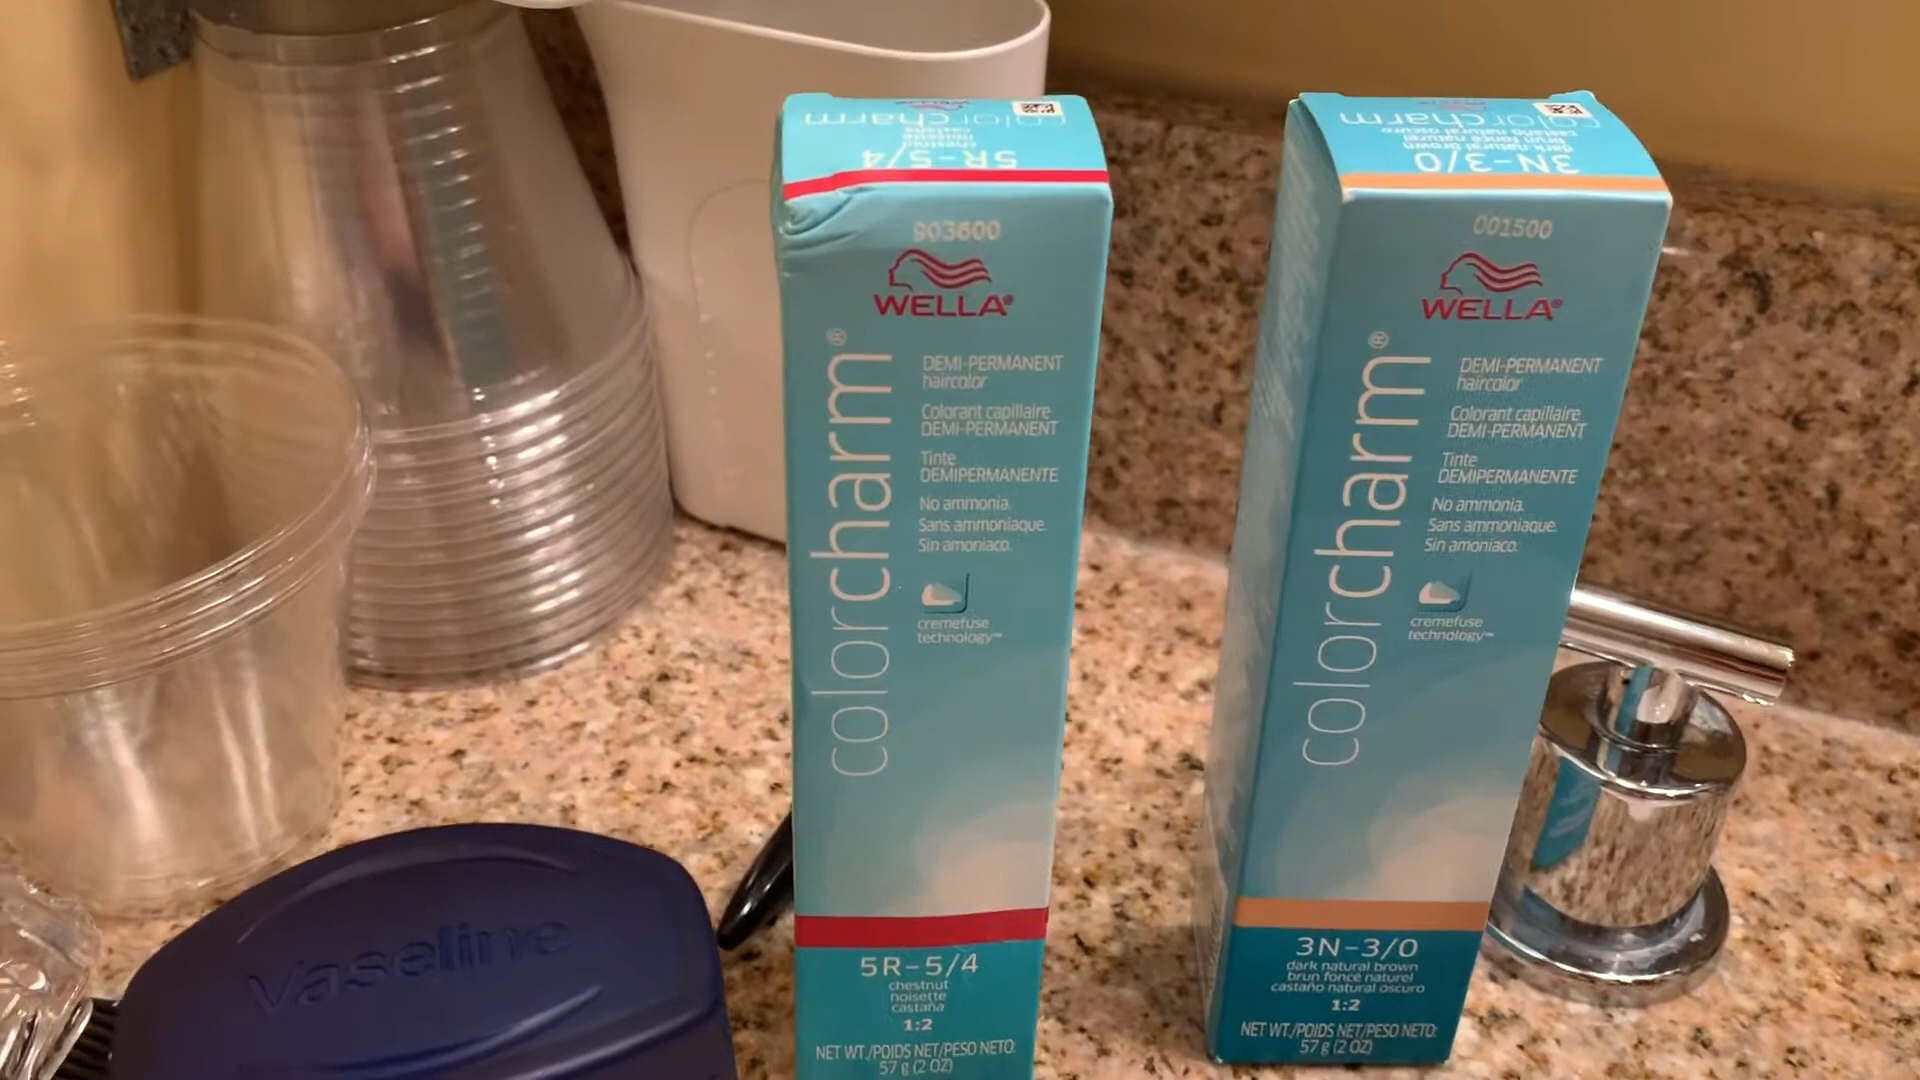 colorcharm
castaña
noisette
chestnut
5R-5/4
903600
WELLA®
colorcharm®
DEMI-PERMANENT
haircolor
Colorant capillaire
DEMI-PERMANENT
Tinte
DEMIPERMANENTE
No ammonia.
Sans ammoniaque.
Sin amoniaco.
cremefuse
technology™
5R-5/4
chestnut
noisette
castaña
1:2
NET WT./POIDS NET/PESO NETO:
57 g (2 OZ)
colorcharm
castaño natural oscuro
brun foncé naturel
dark natural brown
3N-3/0
001500
WELLA®
colorcharm®
DEMI-PERMANENT
haircolor
Colorant capillaire
DEMI-PERMANENT
Tinte
DEMIPERMANENTE
No ammonia.
Sans ammoniaque.
Sin amoniaco.
cremefuse
technology™
3N-3/0
dark natural brown
brun foncé naturel
castaño natural oscuro
1:2
NET WT./POIDS NET/PESO NETO:
57 g (2 OZ)
Vaseline